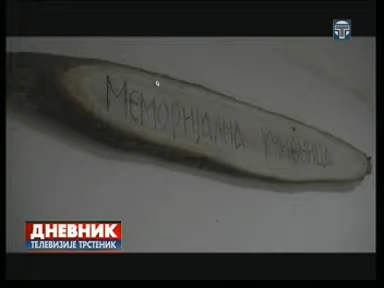 Меморијална учионица
ДНЕВНИК
ТЕЛЕВИЗИЈЕ ТРСТЕНИК